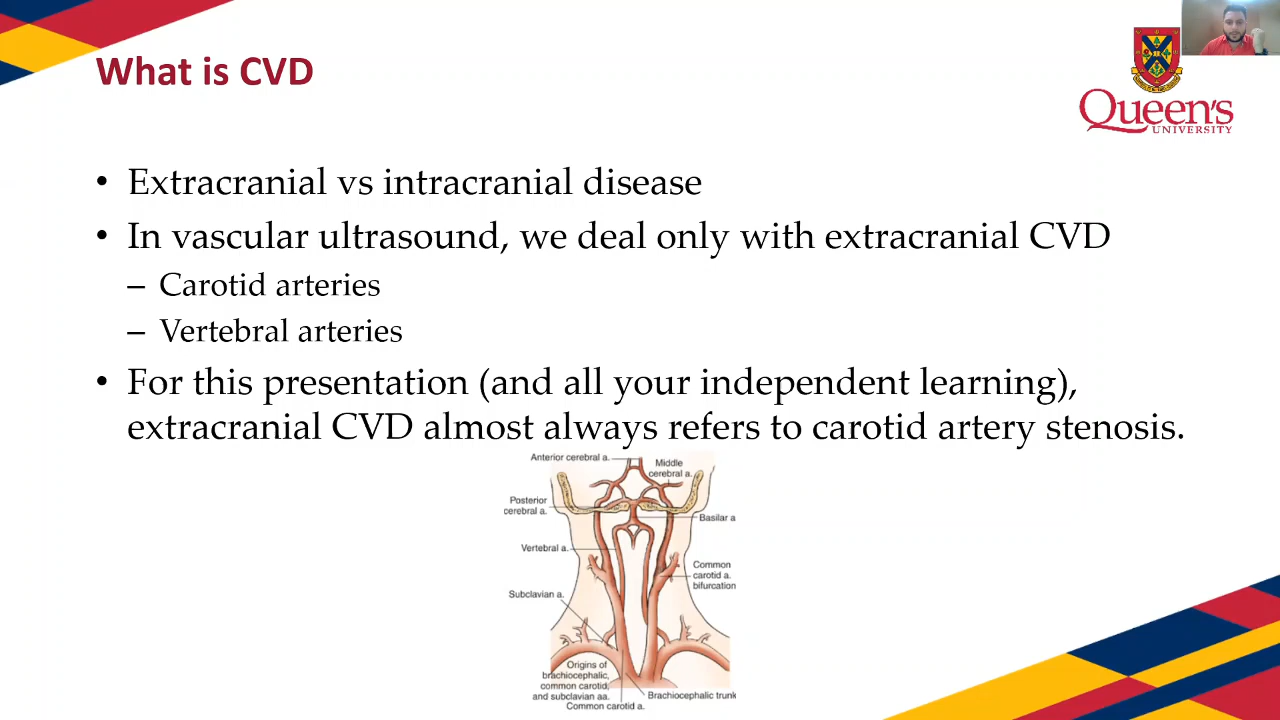 What is CVD
Queen's
UNIVERSITY
• Extracranial vs intracranial disease
• In vascular ultrasound, we deal only with extracranial CVD
– Carotid arteries
– Vertebral arteries
• For this presentation (and all your independent learning),
extracranial CVD almost always refers to carotid artery stenosis.
Anterior cerebral a.
Middle
cerebral a.
Posterior
cerebral a.
Basilar a
Vertebral a.
Common
carotid a.
bifurcation
Subclavian a.
Origins of
brachiocephalic,
common carotid,
and subclavian aa.
Brachiocephalic trunk
Common carotid a.